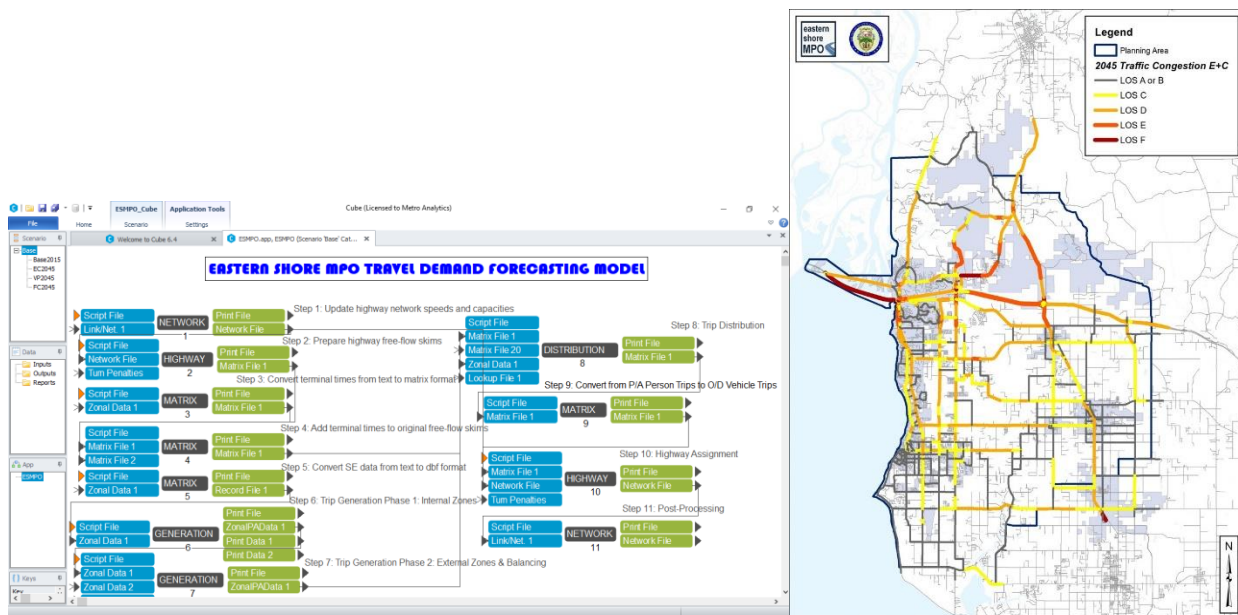 ESMPO_Cube
Application Tools
Cube (Licensed to Metro Analytics)
File
Home
Scenario
Settings
Scenario
Welcome to Cube 6.4
ESMPO.app, ESMPO (Scenario 'Base' Cat...
Base
Base2015
EC2045
VP2045
FC2045
Data
Inputs
Outputs
Reports
App
ESMPO
Keys
Key
EASTERN SHORE MPO TRAVEL DEMAND FORECASTING MODEL
Step 1: Update highway network speeds and capacities
Script File
Link/Net. 1
NETWORK
1
Print File
Network File
Step 2: Prepare highway free-flow skims
Script File
Network File
Turn Penalties
HIGHWAY
2
Print File
Matrix File 1
Step 3: Convert terminal times from text to matrix format
Script File
Zonal Data 1
MATRIX
3
Print File
Matrix File 1
Step 4: Add terminal times to original free-flow skims
Script File
Matrix File 1
Matrix File 2
MATRIX
4
Print File
Matrix File 1
Step 5: Convert SE data from text to dbf format
Script File
Zonal Data 1
MATRIX
5
Print File
Record File 1
Step 6: Trip Generation Phase 1: Internal Zones
Script File
Zonal Data 1
GENERATION
6
Print File
ZonalPAData 1
Print Data 1
Print Data 2
Step 7: Trip Generation Phase 2: External Zones & Balancing
Script File
Zonal Data 1
Zonal Data 2
GENERATION
7
Print File
ZonalPAData 1
Step 8: Trip Distribution
Script File
Matrix File 1
Matrix File 20
Zonal Data 1
Lookup File 1
DISTRIBUTION
8
Print File
Matrix File 1
Step 9: Convert from P/A Person Trips to O/D Vehicle Trips
Script File
Matrix File 1
MATRIX
9
Print File
Matrix File 1
Step 10: Highway Assignment
Script File
Matrix File 1
Network File
Turn Penalties
HIGHWAY
10
Print File
Network File
Step 11: Post-Processing
Script File
Link/Net. 1
NETWORK
11
Print File
Network File
eastern
shore
MPO
Legend
Planning Area
2045 Traffic Congestion E+C
LOS A or B
LOS C
LOS D
LOS E
LOS F
N